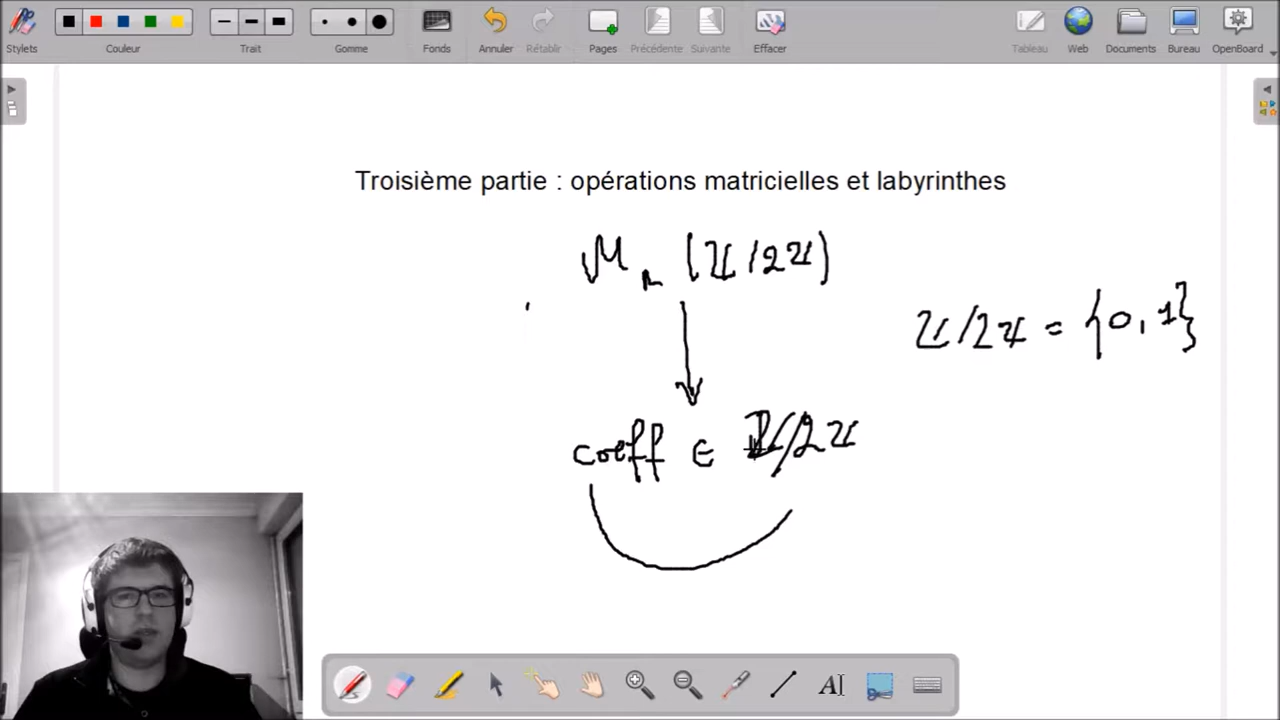 Stylets Couleur Trait Gomme Fonds Annuler Rétablir Pages Précédente Suivante Effacer Tableau Web Documents Bureau OpenBoard
Troisième partie : opérations matricielles et labyrinthes
ℳₙ (ℤ/2ℤ)
ℤ/2ℤ = {0, 1}
coeff ∈ ℤ/2ℤ
AI